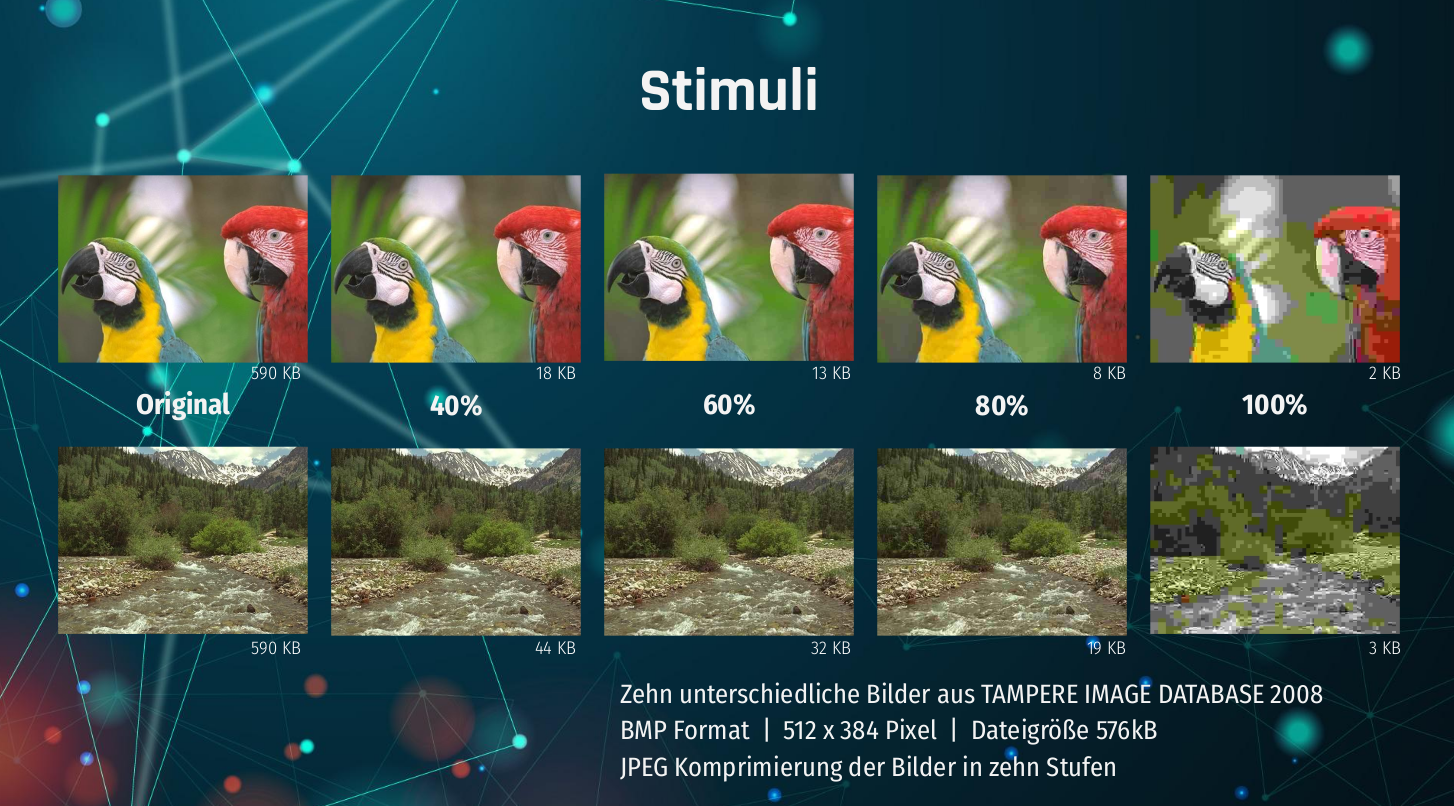 Stimuli
590 KB
18 KB
13 KB
8 KB
2 KB
Original
40%
60%
80%
100%
590 KB
44 KB
32 KB
19 KB
3 KB
Zehn unterschiedliche Bilder aus TAMPERE IMAGE DATABASE 2008
BMP Format | 512 x 384 Pixel | Dateigröße 576kB
JPEG Komprimierung der Bilder in zehn Stufen